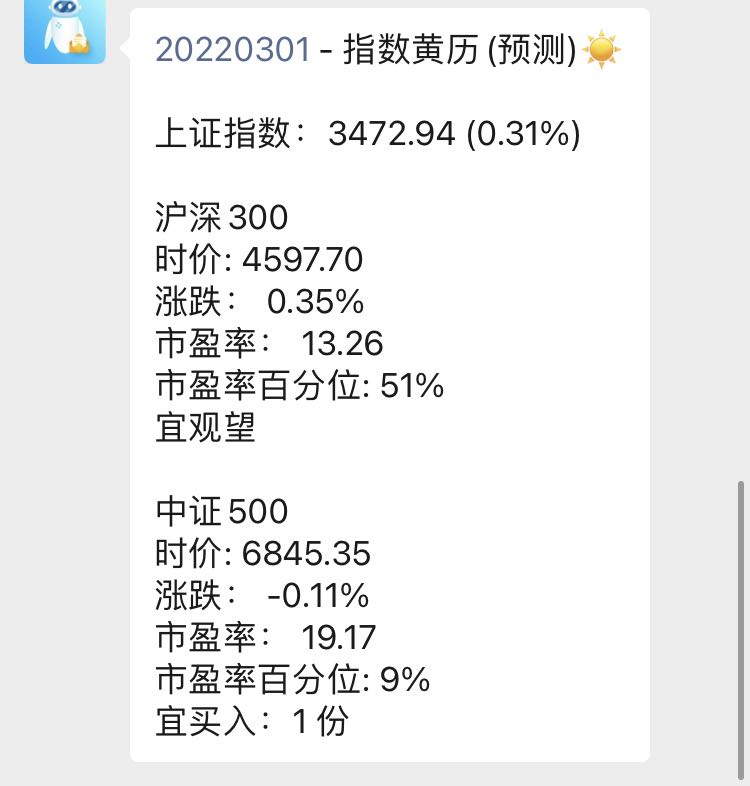 20220301 - 指数黄历 (预测)☀️
上证指数：3472.94 (0.31%)
沪深 300
时价: 4597.70
涨跌： 0.35%
市盈率： 13.26
市盈率百分位: 51%
宜观望
中证 500
时价: 6845.35
涨跌： -0.11%
市盈率： 19.17
市盈率百分位: 9%
宜买入：1 份